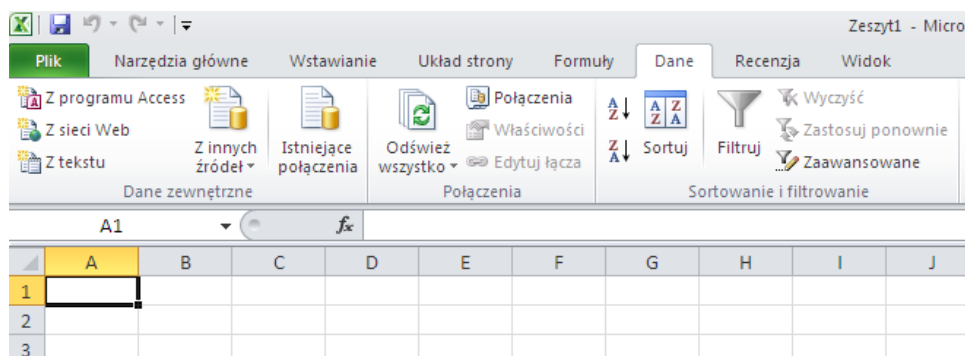 Zeszyt1 - Micro
Plik Narzędzia główne Wstawianie Układ strony Formuły Dane Recenzja Widok
Z programu Access
Z sieci Web
Z tekstu
Z innych
źródeł
Istniejące
połączenia
Dane zewnętrzne
Odśwież
wszystko
Połączenia
Właściwości
Edytuj łącza
Połączenia
A
Z
Z
A
A Z
Z A
Sortuj
Filtruj
Wyczyść
Zastosuj ponownie
Zaawansowane
Sortowanie i filtrowanie
A1 fx
A B C D E F G H I J
1
2
3